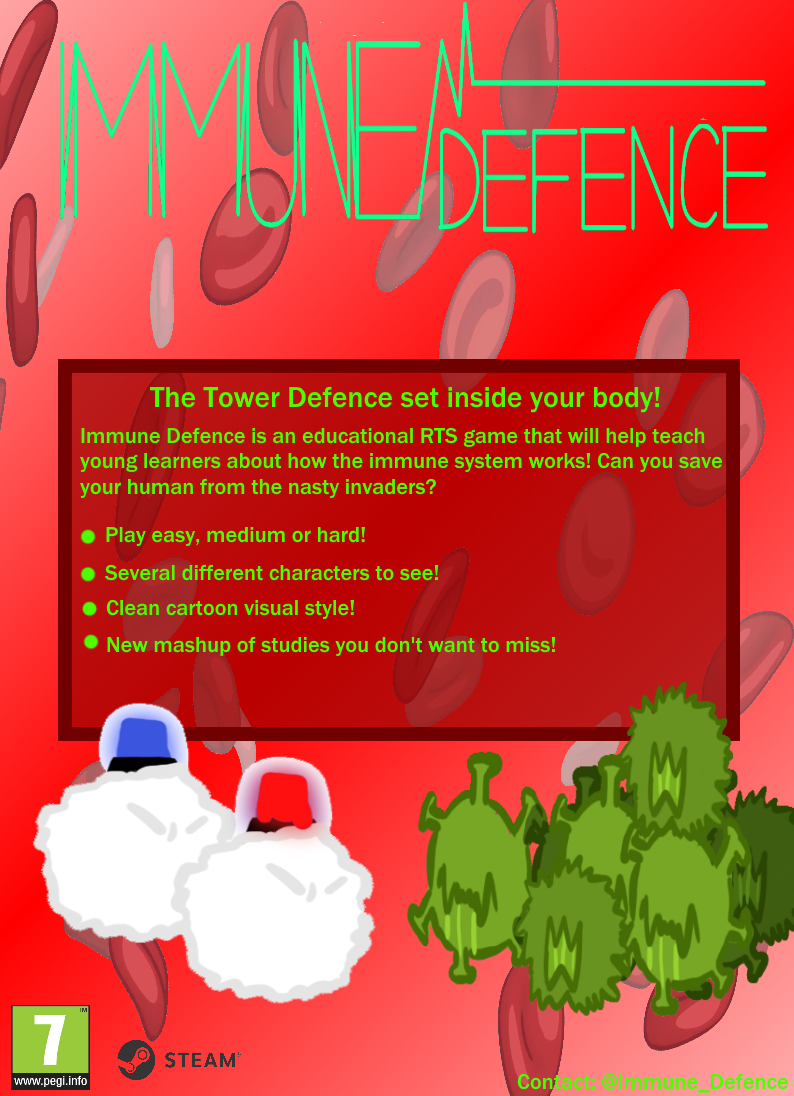 IMMUNE
DEFENCE
The Tower Defence set inside your body!
Immune Defence is an educational RTS game that will help teach
young learners about how the immune system works! Can you save
your human from the nasty invaders?
Play easy, medium or hard!
Several different characters to see!
Clean cartoon visual style!
New mashup of studies you don't want to miss!
7
TM
www.pegi.info
STEAM
Contact: @Immune_Defence